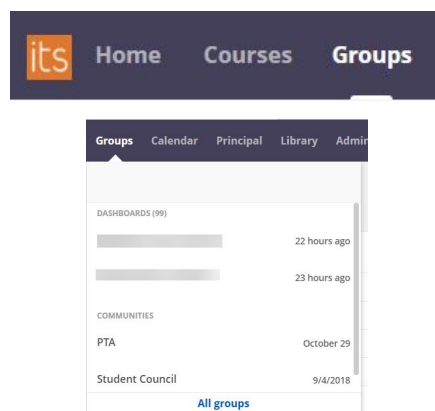 its Home Courses Groups
Groups Calendar Principal Library Admin
DASHBOARDS (99)
22 hours ago
23 hours ago
COMMUNITIES
PTA October 29
Student Council 9/4/2018
All groups